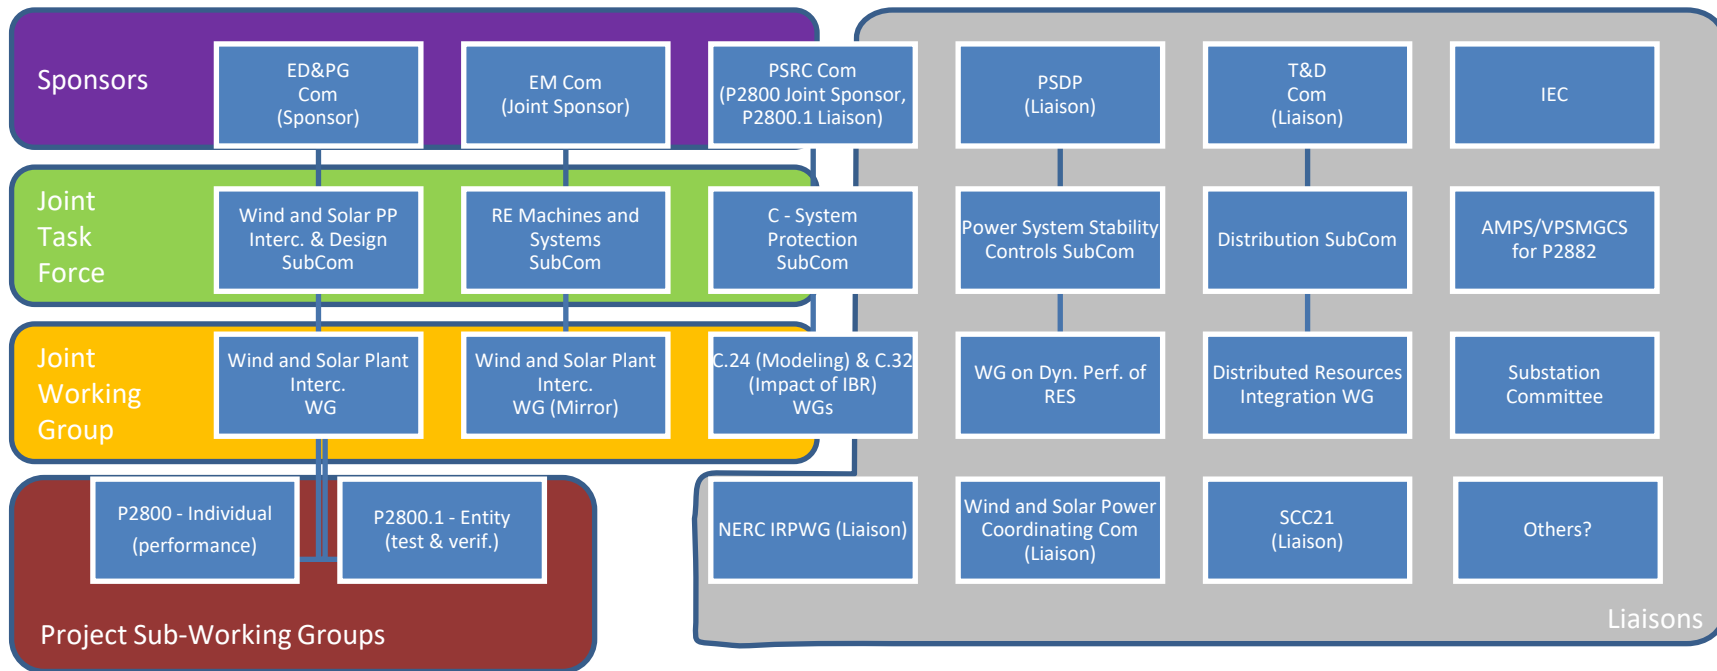 Sponsors
ED&PG
Com
(Sponsor)
EM Com
(Joint Sponsor)
PSRC Com
(P2800 Joint Sponsor,
P2800.1 Liaison)
PSDP
(Liaison)
T&D
Com
(Liaison)
IEC
Joint
Task
Force
Wind and Solar PP
Interc. & Design
SubCom
RE Machines and
Systems
SubCom
C - System
Protection
SubCom
Power System Stability
Controls SubCom
Distribution SubCom
AMPS/VPSMGCS
for P2882
Joint
Working
Group
Wind and Solar Plant
Interc.
WG
Wind and Solar Plant
Interc.
WG (Mirror)
C.24 (Modeling) & C.32
(Impact of IBR)
WGs
WG on Dyn. Perf. of
RES
Distributed Resources
Integration WG
Substation
Committee
P2800 - Individual
(performance)
P2800.1 - Entity
(test & verif.)
NERC IRPWG (Liaison)
Wind and Solar Power
Coordinating Com
(Liaison)
SCC21
(Liaison)
Others?
Project Sub-Working Groups
Liaisons